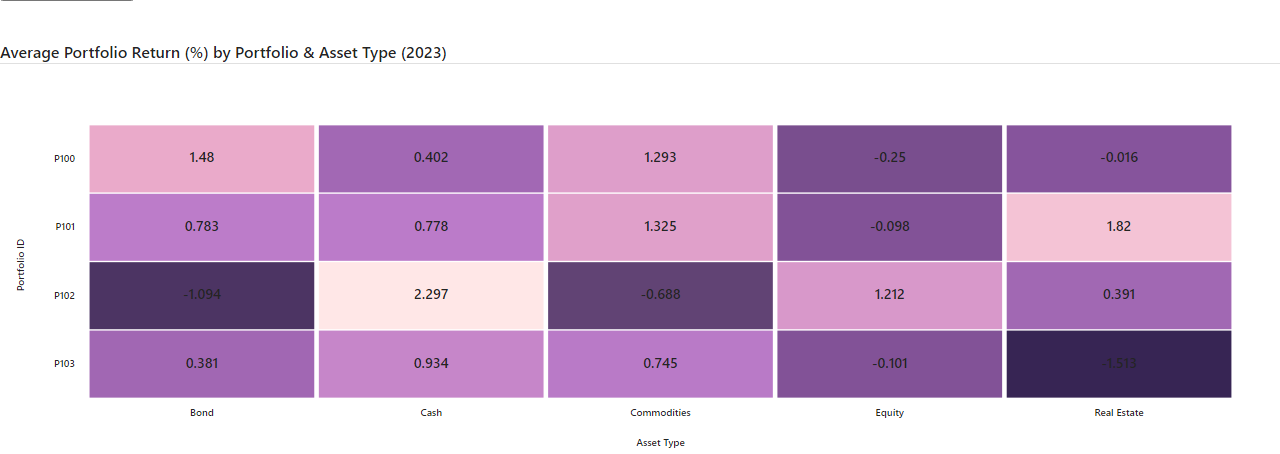 Average Portfolio Return (%) by Portfolio & Asset Type (2023)
P100 1.48 0.402 1.293 -0.25 -0.016
P101 0.783 0.778 1.325 -0.098 1.82
Portfolio ID
P102 -1.094 2.297 -0.688 1.212 0.391
P103 0.381 0.934 0.745 -0.101 -1.513
Bond Cash Commodities Equity Real Estate
Asset Type